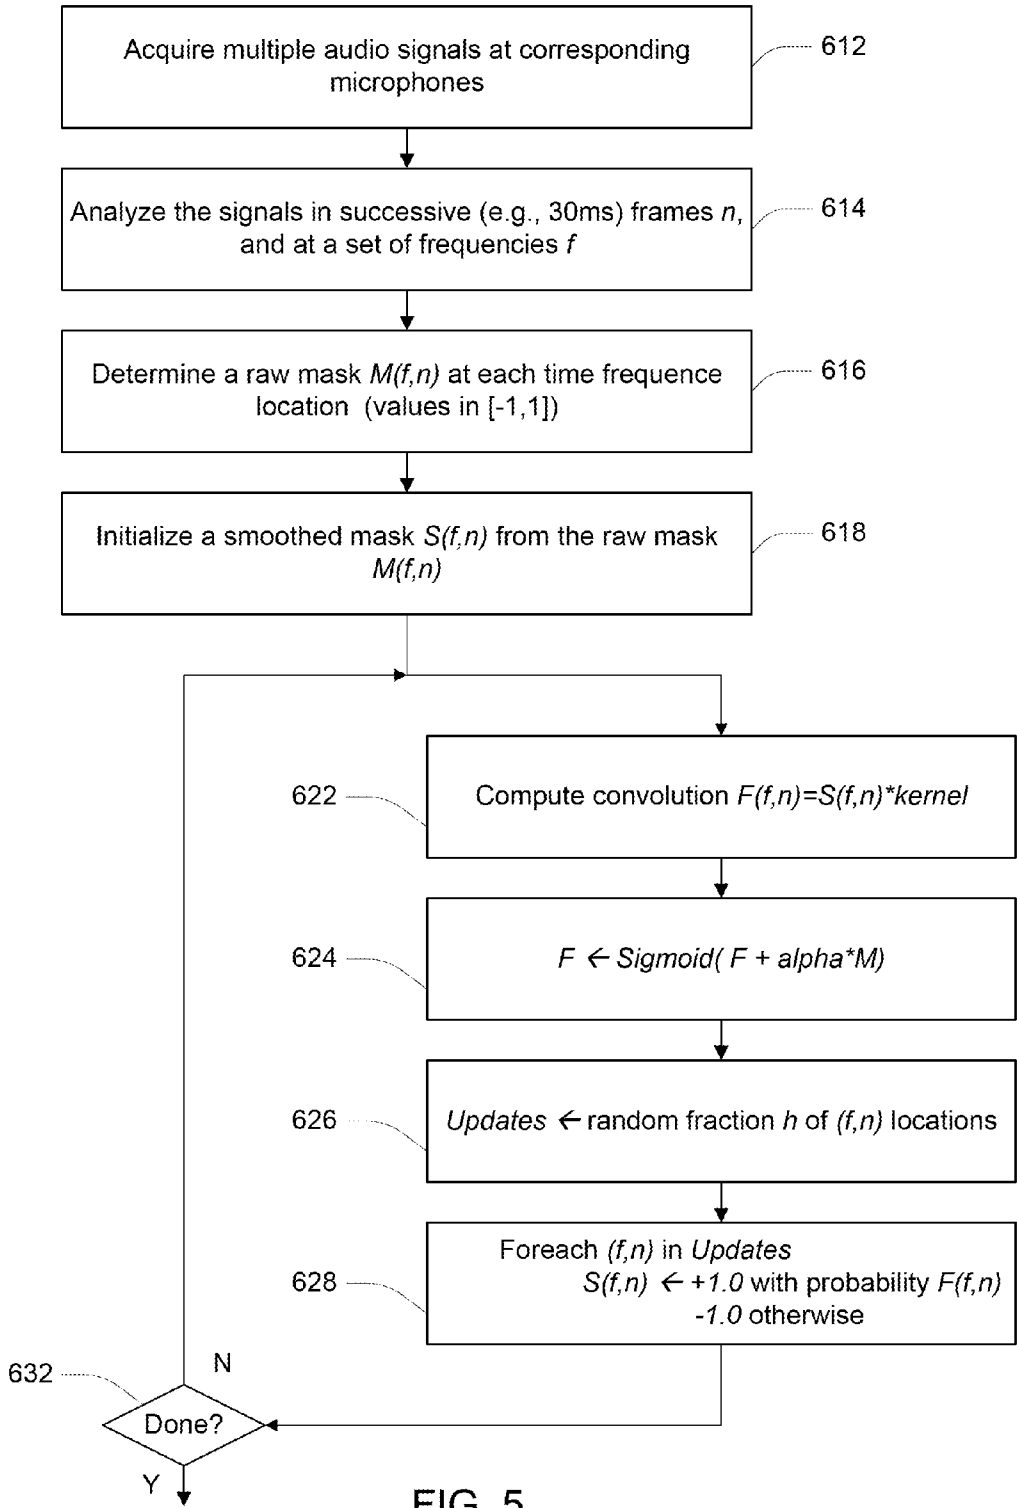 Acquire multiple audio signals at corresponding
microphones
612
Analyze the signals in successive (e.g., 30ms) frames n,
and at a set of frequencies f
614
Determine a raw mask M(f,n) at each time frequence
location (values in [-1,1])
616
Initialize a smoothed mask S(f,n) from the raw mask
M(f,n)
618
622
Compute convolution F(f,n)=S(f,n)*kernel
624
F ← Sigmoid( F + alpha*M)
626
Updates ← random fraction h of (f,n) locations
628
Foreach (f,n) in Updates
S(f,n) ← +1.0 with probability F(f,n)
-1.0 otherwise
632
N
Done?
Y
FIG. 5